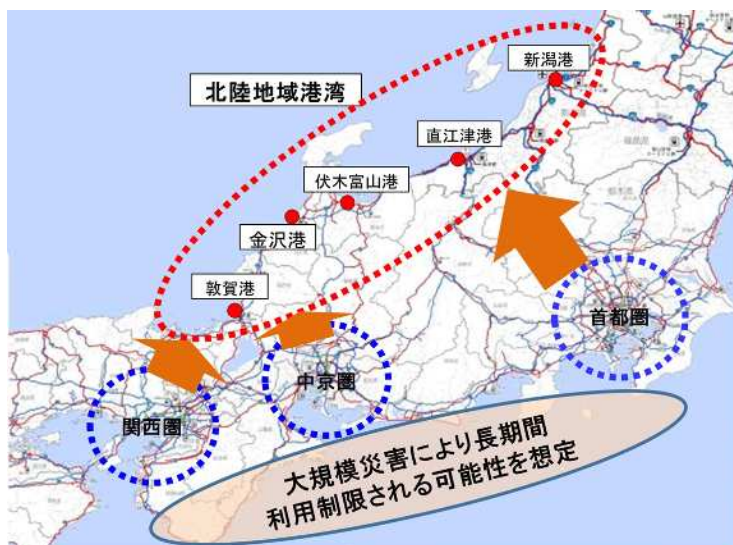 新潟港
北陸地域港湾
直江津港
伏木富山港
金沢港
敦賀港
首都圏
中京圏
関西圏
大規模災害により長期間
利用制限される可能性を想定